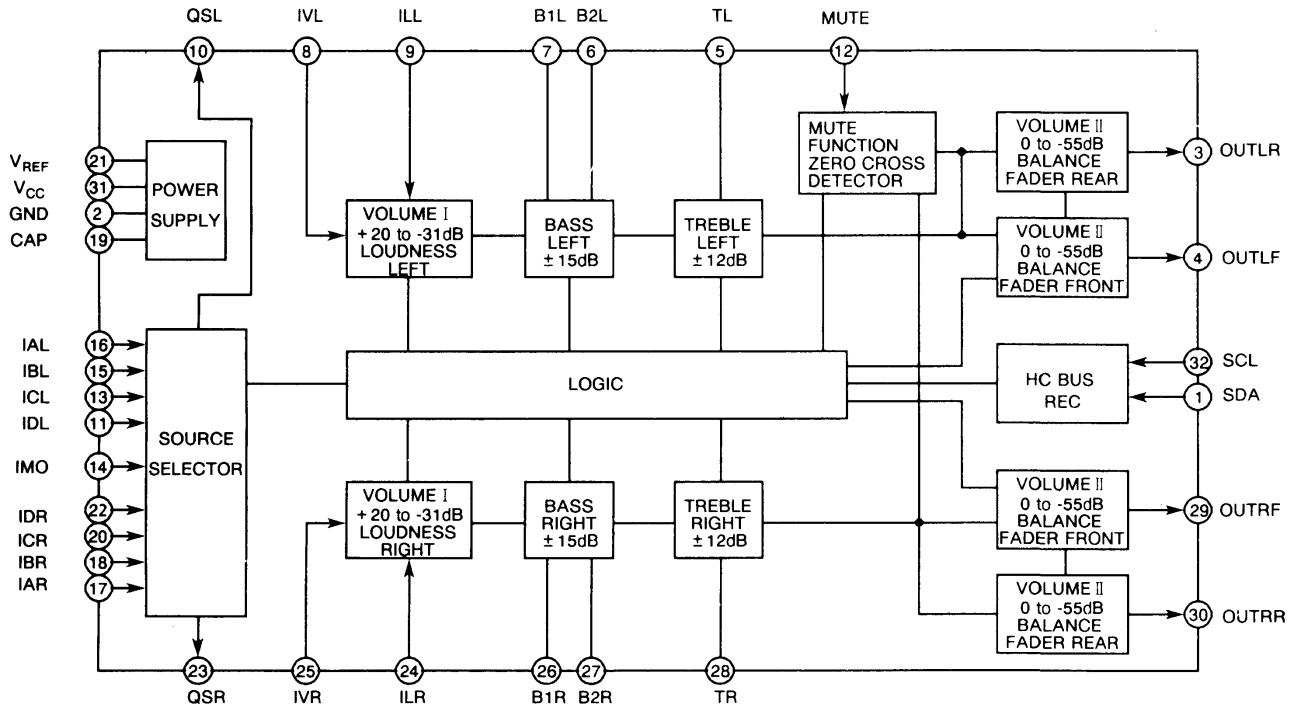 QSL
IVL
ILL
B1L
B2L
TL
MUTE
10
8
9
7
6
5
12
VREF
21
VCC
31
GND
2
CAP
19
POWER
SUPPLY
VOLUME I
+ 20 to -31dB
LOUDNESS
LEFT
BASS
LEFT
± 15dB
TREBLE
LEFT
± 12dB
MUTE
FUNCTION
ZERO CROSS
DETECTOR
VOLUME II
0 to -55dB
BALANCE
FADER REAR
3
OUTLR
VOLUME II
0 to -55dB
BALANCE
FADER FRONT
4
OUTLF
IAL
16
IBL
15
ICL
13
IDL
11
IMO
14
IDR
22
ICR
20
IBR
18
IAR
17
SOURCE
SELECTOR
LOGIC
HC BUS
REC
32
SCL
1
SDA
VOLUME I
+ 20 to -31dB
LOUDNESS
RIGHT
BASS
RIGHT
± 15dB
TREBLE
RIGHT
± 12dB
VOLUME II
0 to -55dB
BALANCE
FADER FRONT
29
OUTRF
VOLUME II
0 to -55dB
BALANCE
FADER REAR
30
OUTRR
23
25
24
26
27
28
QSR
IVR
ILR
B1R
B2R
TR